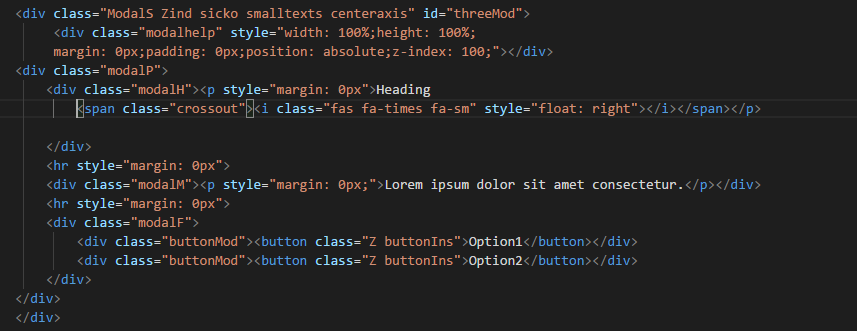 <div class="ModalS Zind sicko smalltexts centeraxis" id="threeMod">
<div class="modalhelp" style="width: 100%;height: 100%;
margin: 0px;padding: 0px;position: absolute;z-index: 100;"></div>
<div class="modalP">
<div class="modalH"><p style="margin: 0px">Heading
<span class="crossout"><i class="fas fa-times fa-sm" style="float: right"></i></span></p>
</div>
<hr style="margin: 0px">
<div class="modalM"><p style="margin: 0px;">Lorem ipsum dolor sit amet consectetur.</p></div>
<hr style="margin: 0px">
<div class="modalF">
<div class="buttonMod"><button class="Z buttonIns">Option1</button></div>
<div class="buttonMod"><button class="Z buttonIns">Option2</button></div>
</div>
</div>
</div>